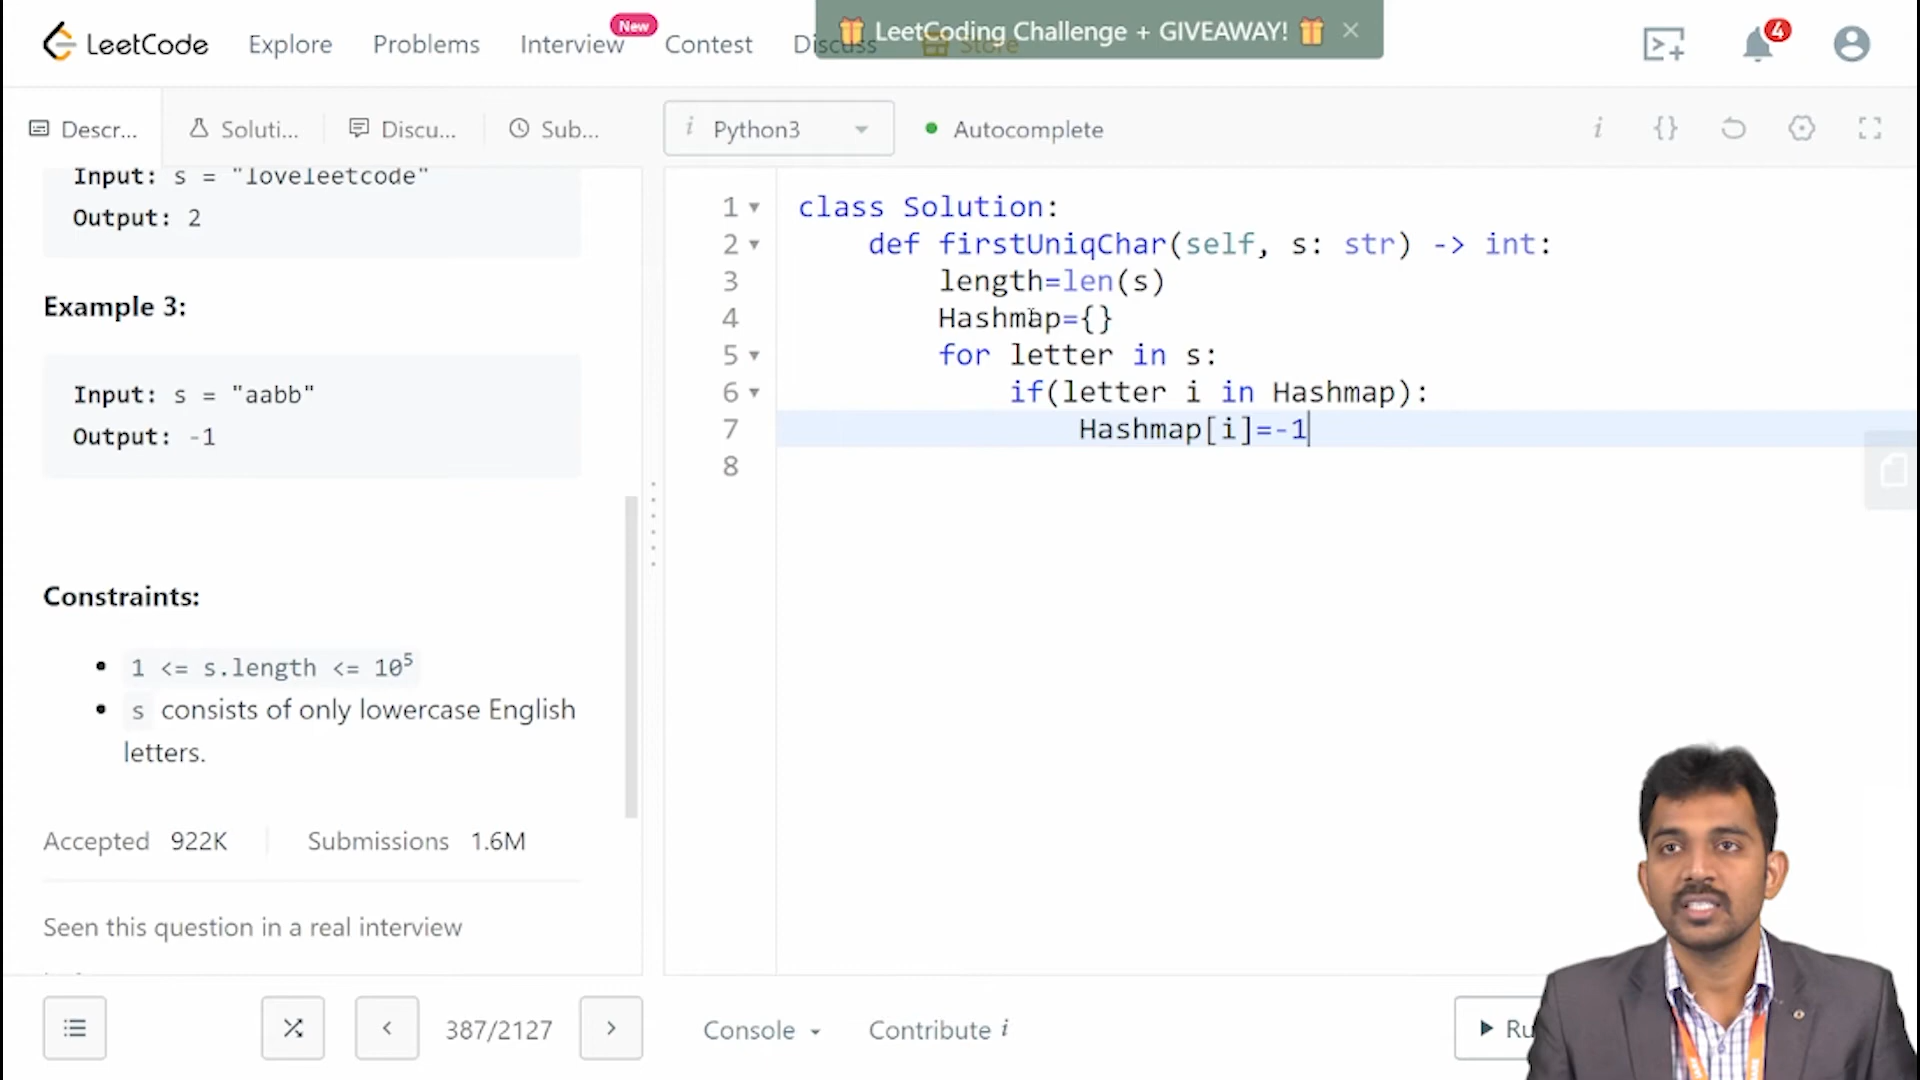 LeetCode
Explore
Problems
Interview
New
Contest
Discuss
Store
LeetCoding Challenge + GIVEAWAY!
4
Descr...
Soluti...
Discu...
Sub...
i Python3
Autocomplete
i {}
Input: s = "loveleetcode"
Output: 2
Example 3:
Input: s = "aabb"
Output: -1
Constraints:
1 <= s.length <= 10⁵
s consists of only lowercase English
letters.
Accepted 922K
Submissions 1.6M
Seen this question in a real interview
1 class Solution:
2 def firstUniqChar(self, s: str) -> int:
3 length=len(s)
4 Hashmap={}
5 for letter in s:
6 if(letter i in Hashmap):
7 Hashmap[i]=-1
8
387/2127
Console
Contribute i
Ru